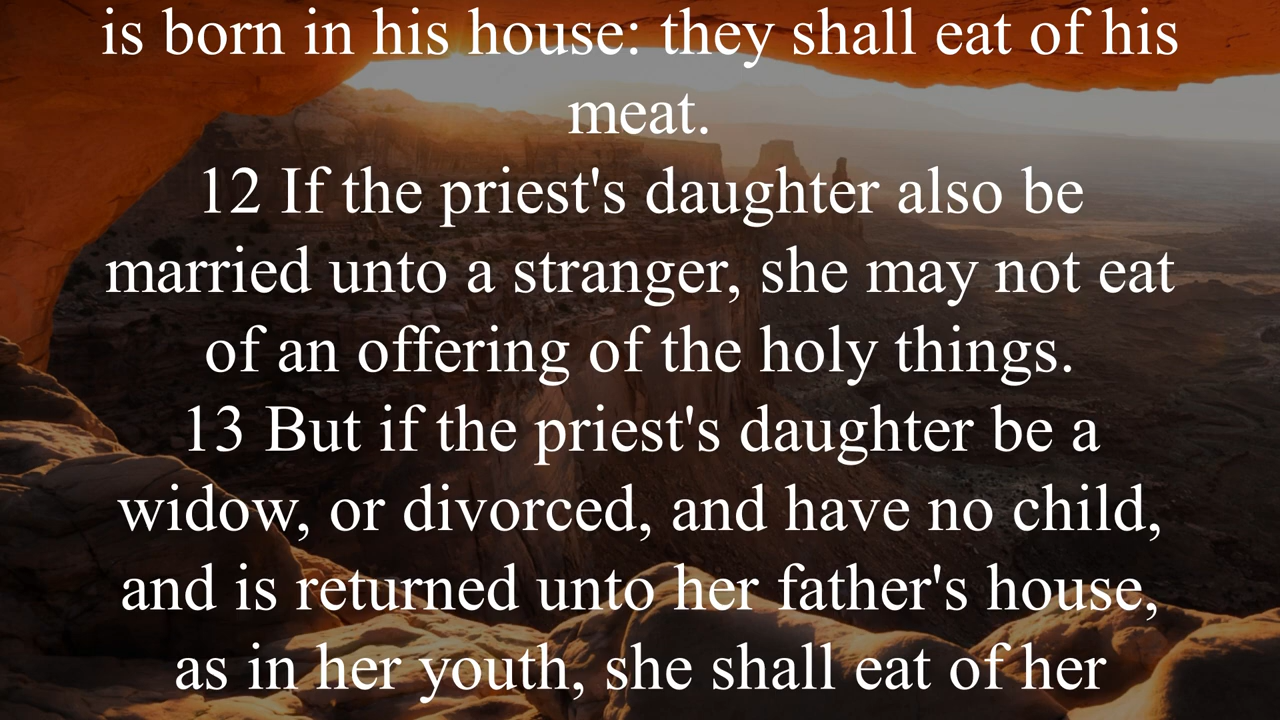 is born in his house: they shall eat of his
meat.
12 If the priest's daughter also be
married unto a stranger, she may not eat
of an offering of the holy things.
13 But if the priest's daughter be a
widow, or divorced, and have no child,
and is returned unto her father's house,
as in her youth, she shall eat of her